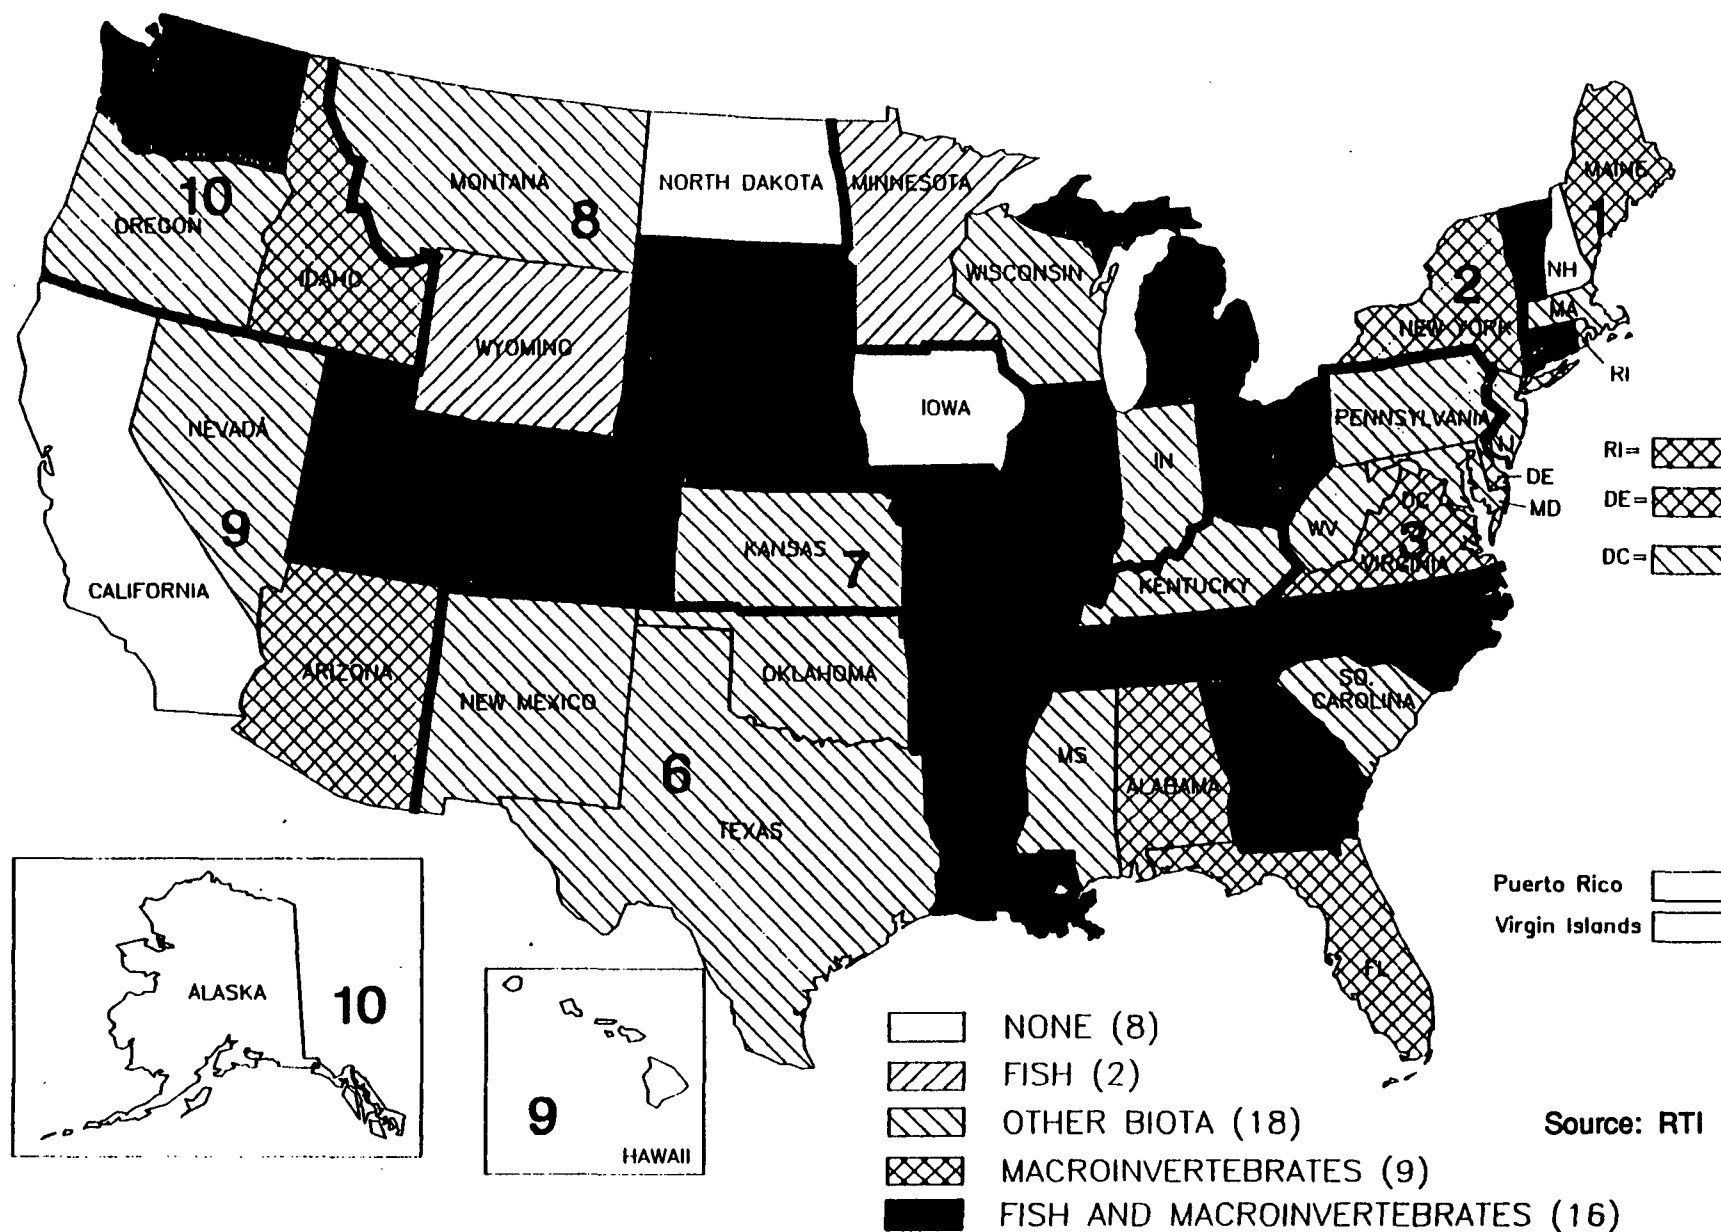 MONTANA
NORTH DAKOTA
MINNESOTA
MAINE
10
8
1
OREGON
IDAHO
WISCONSIN
2
NH
MA
NEW YORK
WYOMING
RI
IOWA
PENNSYLVANIA
NEVADA
NJ
IN
RI=
DE
DE=
DC
MD
9
WV
3
KANSAS
7
VIRGINIA
DC=
CALIFORNIA
KENTUCKY
ARIZONA
OKLAHOMA
SO.
CAROLINA
NEW MEXICO
MS
6
ALABAMA
TEXAS
Puerto Rico
Virgin Islands
FL
ALASKA
10
9
HAWAII
NONE (8)
FISH (2)
OTHER BIOTA (18)
Source: RTI
MACROINVERTEBRATES (9)
FISH AND MACROINVERTEBRATES (16)